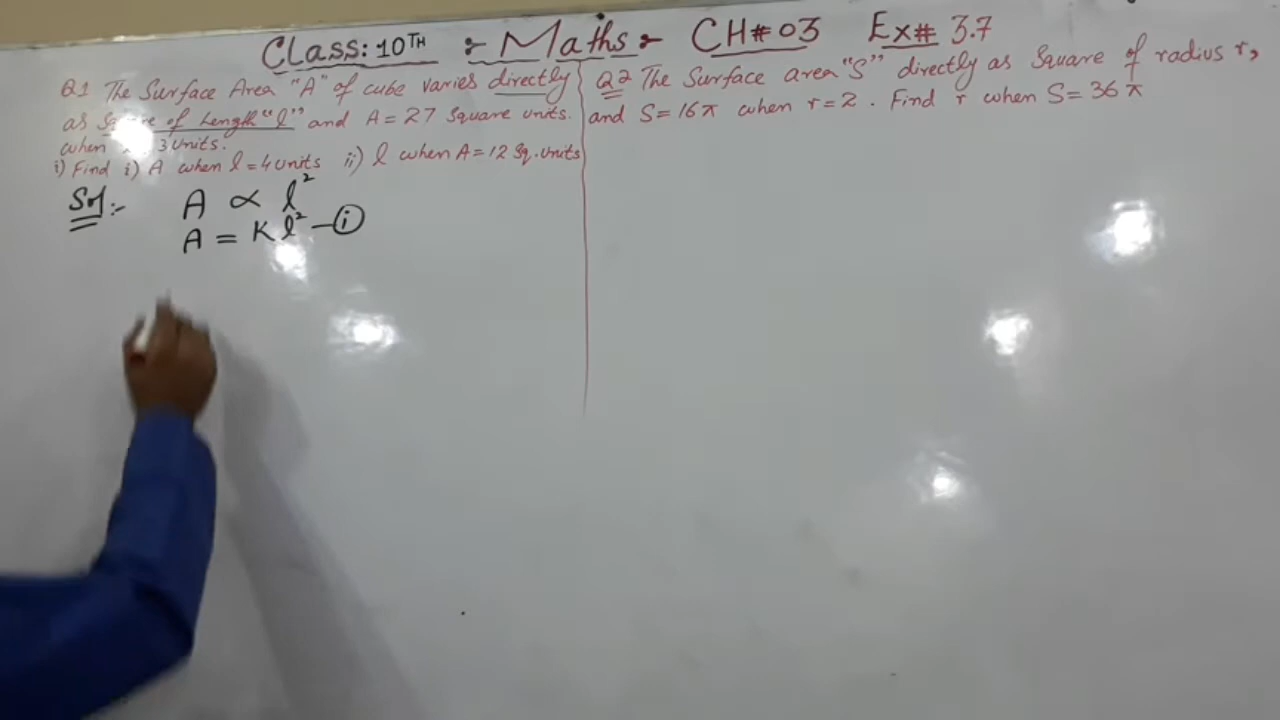 CLASS: 10TH :- Maths:- CH# 03 Ex# 3.7
Q1 The Surface Area "A" of cube varies directly
as Square of Length "l" and A = 27 Square units.
when 3 units.
i) Find i) A when l = 4 units ii) l when A = 12 Sq. units
Q2 The Surface area "S" directly as Square of radius r,
and S = 16π when r = 2 . Find r when S = 36 π
Sol :- A ∝ l²
A = K l² — (i)